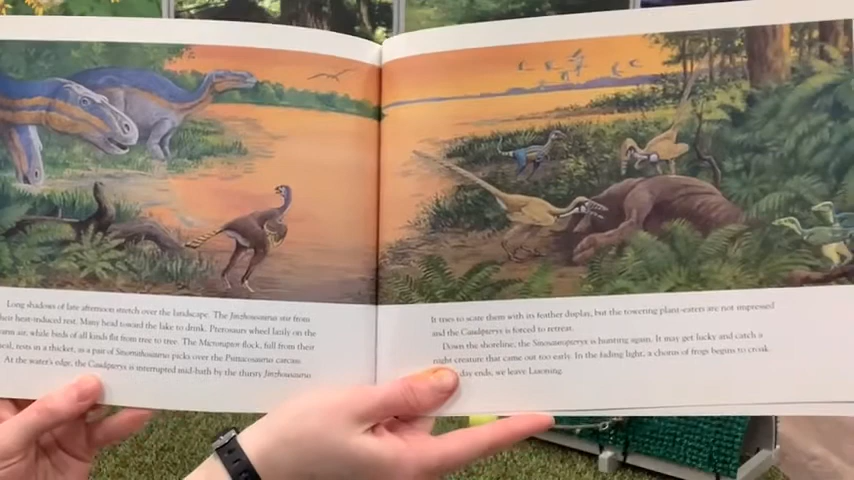 Long shadows of late afternoon stretch over the landscape. The Jinzhousaurus stir from
their heat-induced rest. Many head toward the lake to drink. Pterosaurs wheel lazily on the
warm air, while birds of all kinds flit from tree to tree. The Microraptor flock, full from their
meal, rests in a thicket, as a pair of Sinornithosaurus picks over the Psittacosaurus carcass.
At the water's edge, the Caudipteryx is interrupted mid-bath by the thirsty Jinzhousaurus
It tries to scare them with its feather display, but the towering plant-eaters are not impressed
and the Caudipteryx is forced to retreat.
Down the shoreline, the Sinosauropteryx is hunting again. It may get lucky and catch a
night creature that came out too early. In the fading light, a chorus of frogs begins to croak.
day ends, we leave Liaoning.